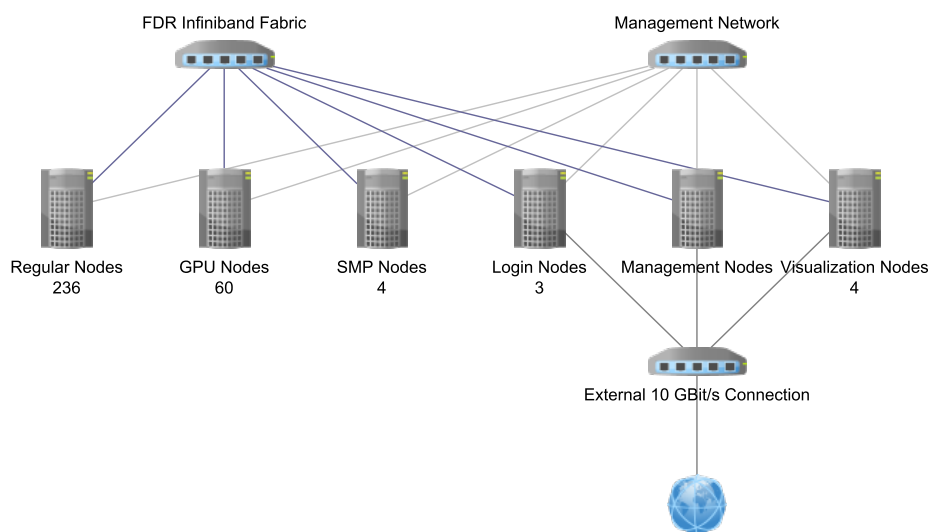 FDR Infiniband Fabric
Management Network
Regular Nodes
236
GPU Nodes
60
SMP Nodes
4
Login Nodes
3
Management Nodes
Visualization Nodes
4
External 10 GBit/s Connection